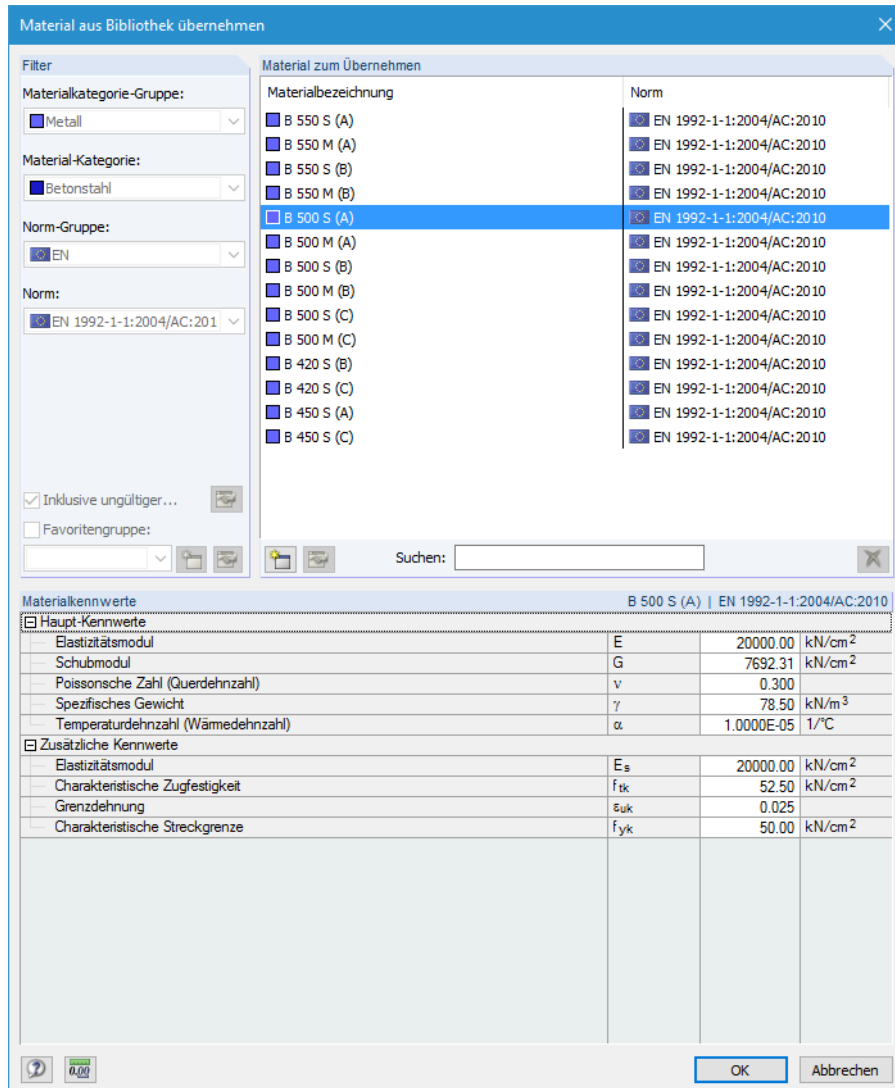 Material aus Bibliothek übernehmen
Filter
Materialkategorie-Gruppe:
Metall
Material-Kategorie:
Betonstahl
Norm-Gruppe:
EN
Norm:
EN 1992-1-1:2004/AC:201
Inklusive ungültiger...
Favoritengruppe:
Material zum Übernehmen
Materialbezeichnung Norm
B 550 S (A) EN 1992-1-1:2004/AC:2010
B 550 M (A) EN 1992-1-1:2004/AC:2010
B 550 S (B) EN 1992-1-1:2004/AC:2010
B 550 M (B) EN 1992-1-1:2004/AC:2010
B 500 S (A) EN 1992-1-1:2004/AC:2010
B 500 M (A) EN 1992-1-1:2004/AC:2010
B 500 S (B) EN 1992-1-1:2004/AC:2010
B 500 M (B) EN 1992-1-1:2004/AC:2010
B 500 S (C) EN 1992-1-1:2004/AC:2010
B 500 M (C) EN 1992-1-1:2004/AC:2010
B 420 S (B) EN 1992-1-1:2004/AC:2010
B 420 S (C) EN 1992-1-1:2004/AC:2010
B 450 S (A) EN 1992-1-1:2004/AC:2010
B 450 S (C) EN 1992-1-1:2004/AC:2010
Suchen:
Materialkennwerte B 500 S (A) | EN 1992-1-1:2004/AC:2010
Haupt-Kennwerte
Elastizitätsmodul E 20000.00 kN/cm²
Schubmodul G 7692.31 kN/cm²
Poissonsche Zahl (Querdehnzahl) ν 0.300
Spezifisches Gewicht γ 78.50 kN/m³
Temperaturdehnzahl (Wärmedehnzahl) α 1.0000E-05 1/°C
Zusätzliche Kennwerte
Elastizitätsmodul Es 20000.00 kN/cm²
Charakteristische Zugfestigkeit ftk 52.50 kN/cm²
Grenzdehnung εuk 0.025
Charakteristische Streckgrenze fyk 50.00 kN/cm²
0.00
OK Abbrechen